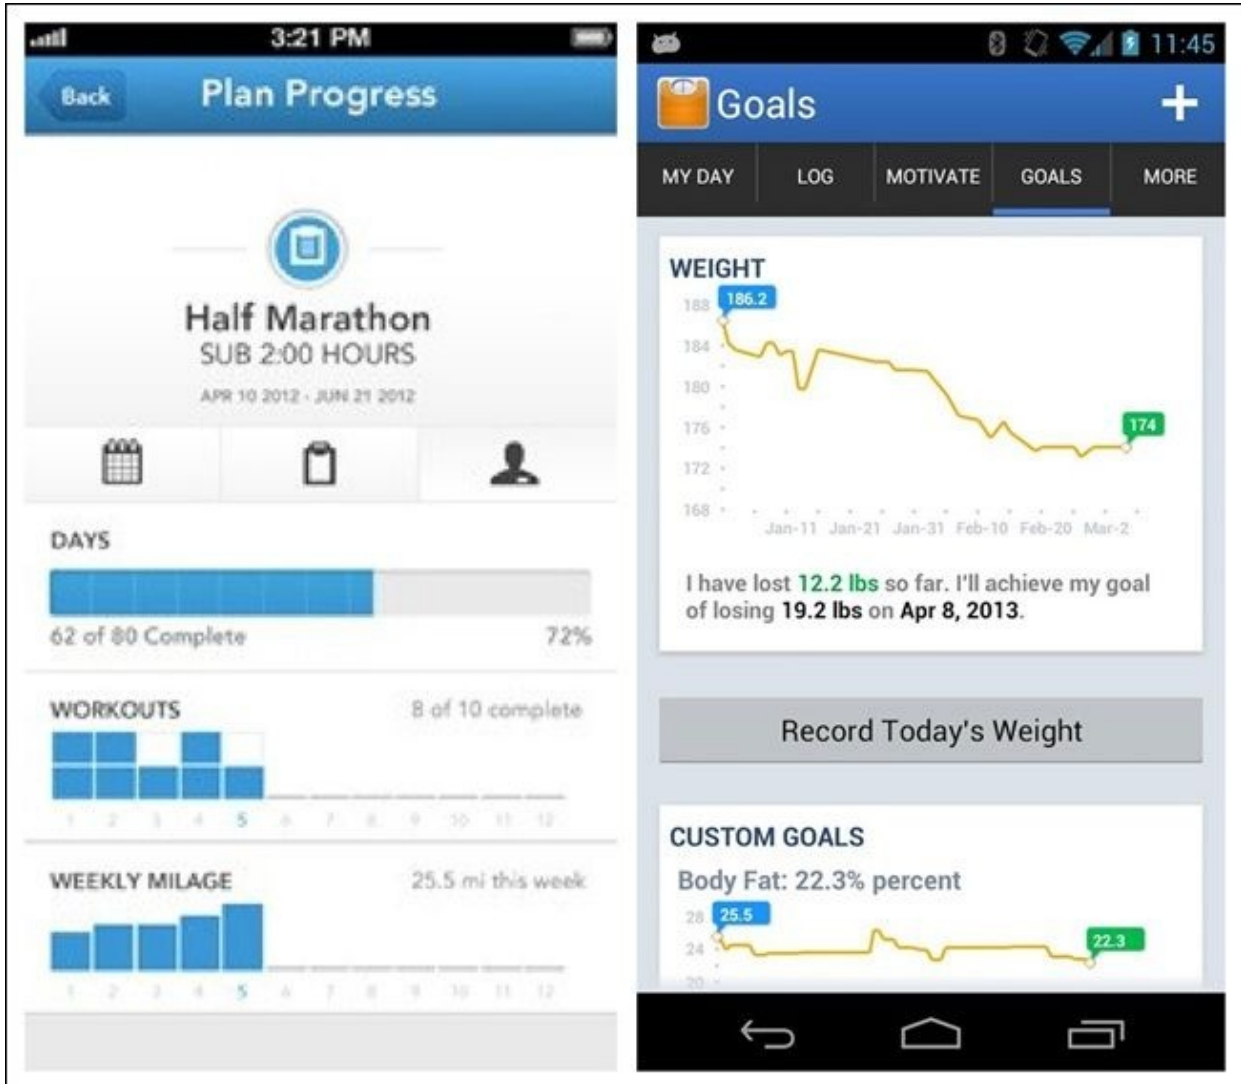 3:21 PM
Back
Plan Progress
Half Marathon
SUB 2:00 HOURS
APR 10 2012 - JUN 21 2012
DAYS
62 of 80 Complete 72%
WORKOUTS 8 of 10 complete
1 2 3 4 5 6 7 8 9 10 11 12
WEEKLY MILAGE 25.5 mi this week
1 2 3 4 5 6 7 8 9 10 11 12
11:45
Goals
MY DAY LOG MOTIVATE GOALS MORE
WEIGHT
188 186.2
184
180
176 174
172
168
Jan-11 Jan-21 Jan-31 Feb-10 Feb-20 Mar-2
I have lost 12.2 lbs so far. I'll achieve my goal
of losing 19.2 lbs on Apr 8, 2013.
Record Today's Weight
CUSTOM GOALS
Body Fat: 22.3% percent
28 25.5
24 22.3
20